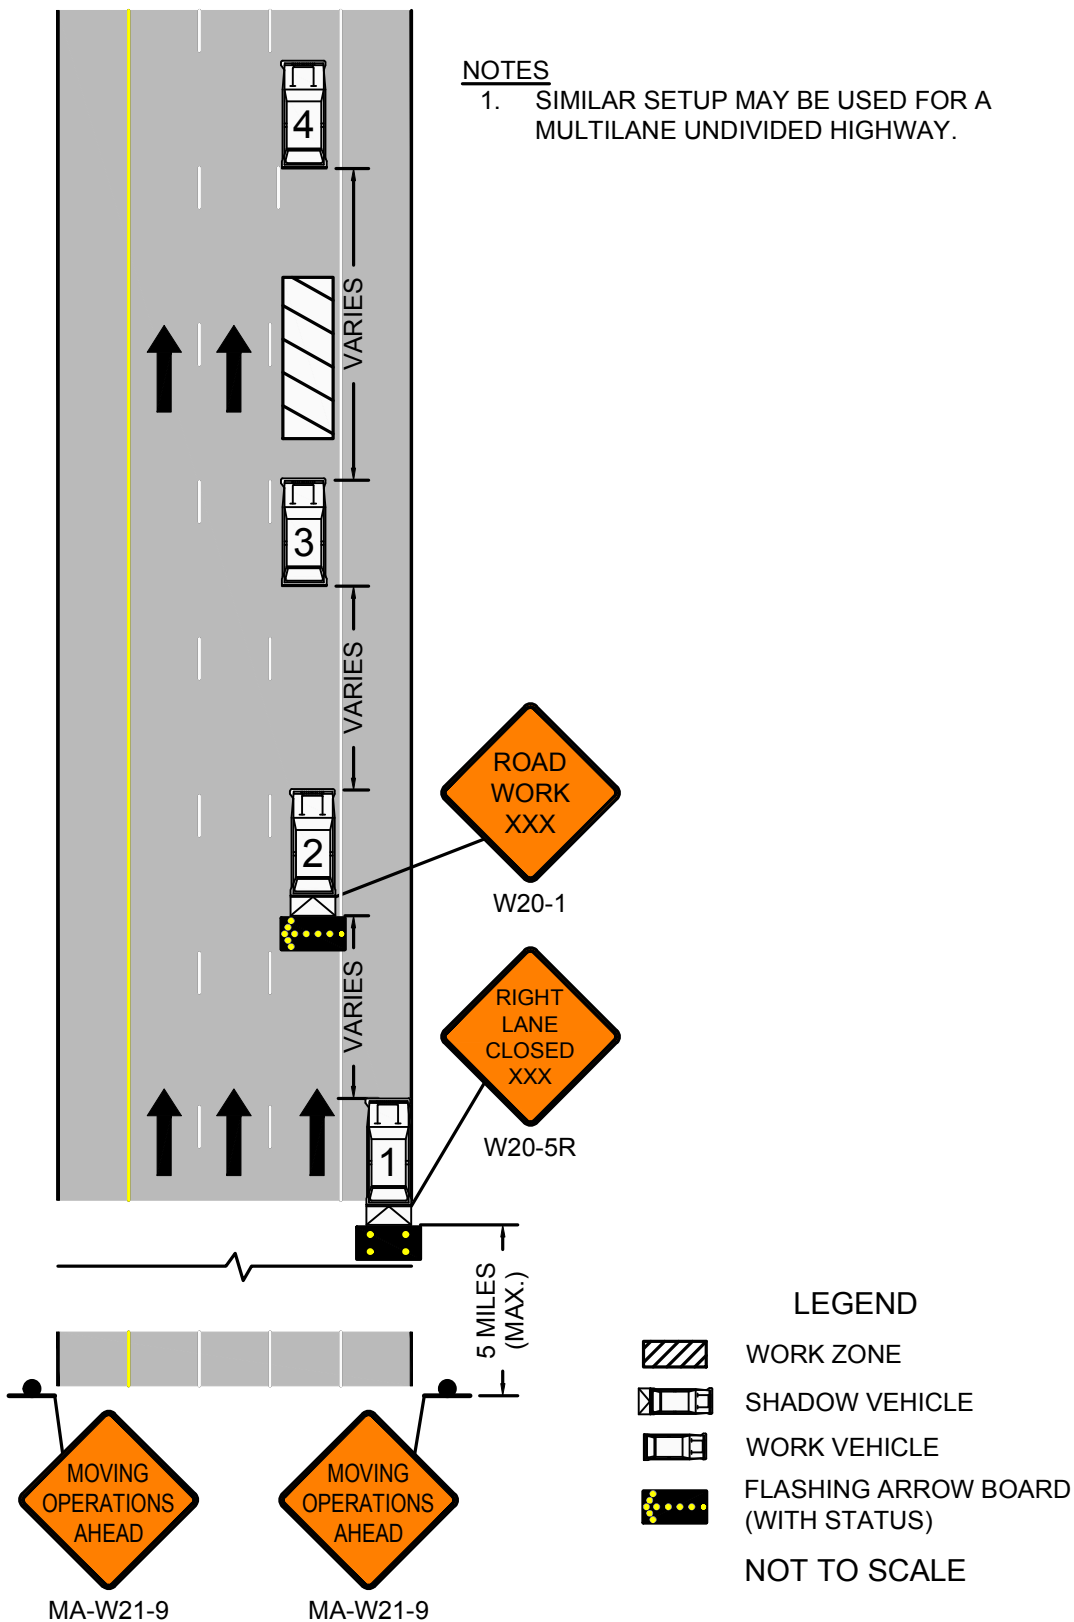 NOTES
1. SIMILAR SETUP MAY BE USED FOR A
MULTILANE UNDIVIDED HIGHWAY.
4
VARIES
3
VARIES
ROAD
WORK
XXX
W20-1
2
VARIES
RIGHT
LANE
CLOSED
XXX
W20-5R
1
5 MILES
(MAX.)
MOVING
OPERATIONS
AHEAD
MA-W21-9
MOVING
OPERATIONS
AHEAD
MA-W21-9
LEGEND
WORK ZONE
SHADOW VEHICLE
WORK VEHICLE
FLASHING ARROW BOARD
(WITH STATUS)
NOT TO SCALE